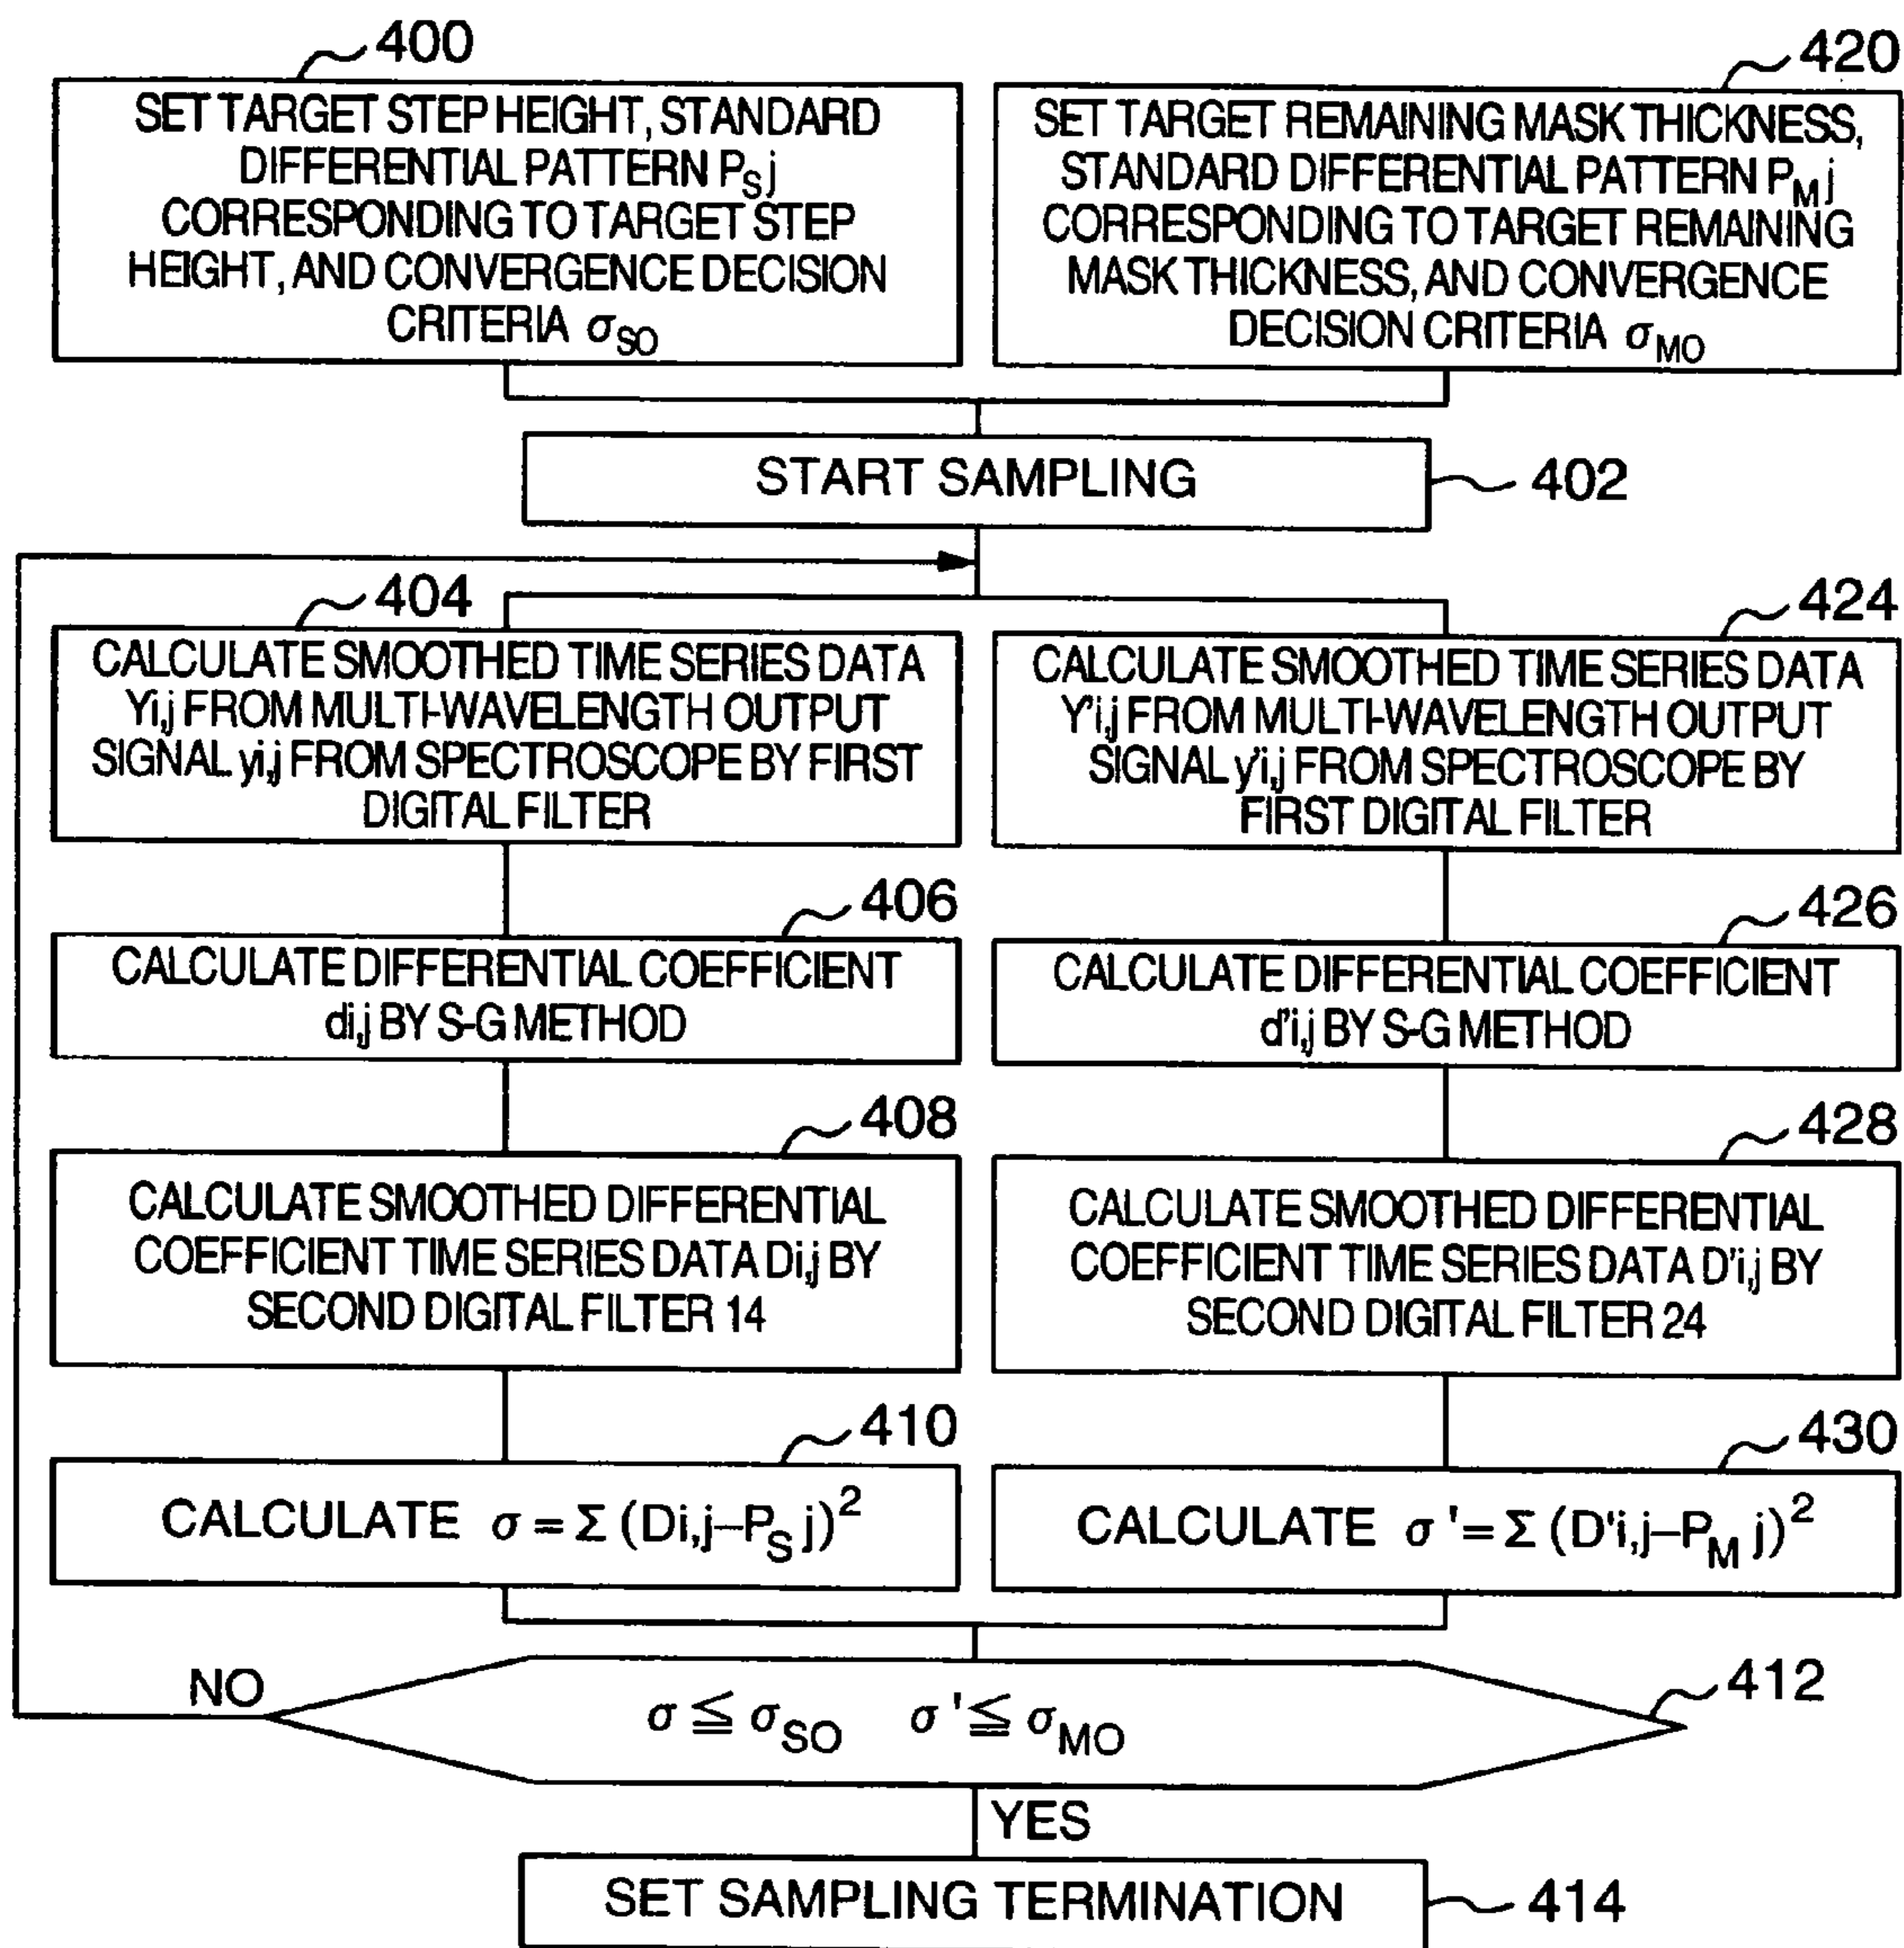 400
SET TARGET STEP HEIGHT, STANDARD
DIFFERENTIAL PATTERN PSj
CORRESPONDING TO TARGET STEP
HEIGHT, AND CONVERGENCE DECISION
CRITERIA σSO
420
SET TARGET REMAINING MASK THICKNESS,
STANDARD DIFFERENTIAL PATTERN PMj
CORRESPONDING TO TARGET REMAINING
MASK THICKNESS, AND CONVERGENCE
DECISION CRITERIA σMO
START SAMPLING
402
404
CALCULATE SMOOTHED TIME SERIES DATA
Yi,j FROM MULTI-WAVELENGTH OUTPUT
SIGNAL yi,j FROM SPECTROSCOPE BY FIRST
DIGITAL FILTER
424
CALCULATE SMOOTHED TIME SERIES DATA
Y'i,j FROM MULTI-WAVELENGTH OUTPUT
SIGNAL y'i,j FROM SPECTROSCOPE BY
FIRST DIGITAL FILTER
406
CALCULATE DIFFERENTIAL COEFFICIENT
di,j BY S-G METHOD
426
CALCULATE DIFFERENTIAL COEFFICIENT
d'i,j BY S-G METHOD
408
CALCULATE SMOOTHED DIFFERENTIAL
COEFFICIENT TIME SERIES DATA Di,j BY
SECOND DIGITAL FILTER 14
428
CALCULATE SMOOTHED DIFFERENTIAL
COEFFICIENT TIME SERIES DATA D'i,j BY
SECOND DIGITAL FILTER 24
410
CALCULATE σ = Σ (Di,j−PS j)²
430
CALCULATE σ ' = Σ (D'i,j−PM j)²
NO
σ ≦ σSO σ ' ≦ σMO
412
YES
SET SAMPLING TERMINATION
414